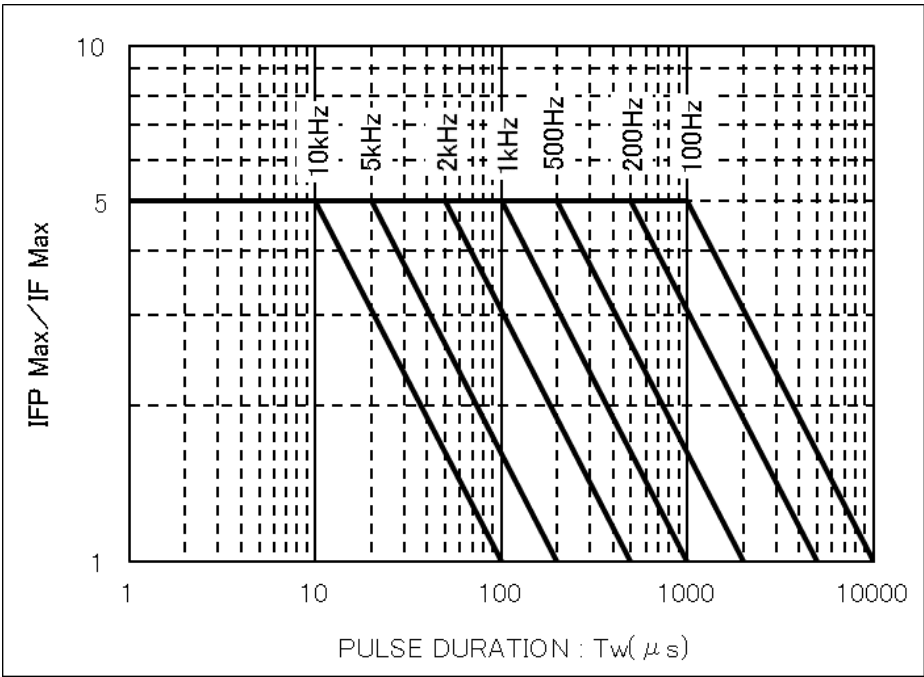 10
5
1
IFP Max／IF Max
10kHz
5kHz
2kHz
1kHz
500Hz
200Hz
100Hz
1
10
100
1000
10000
PULSE DURATION : Tw( μs)